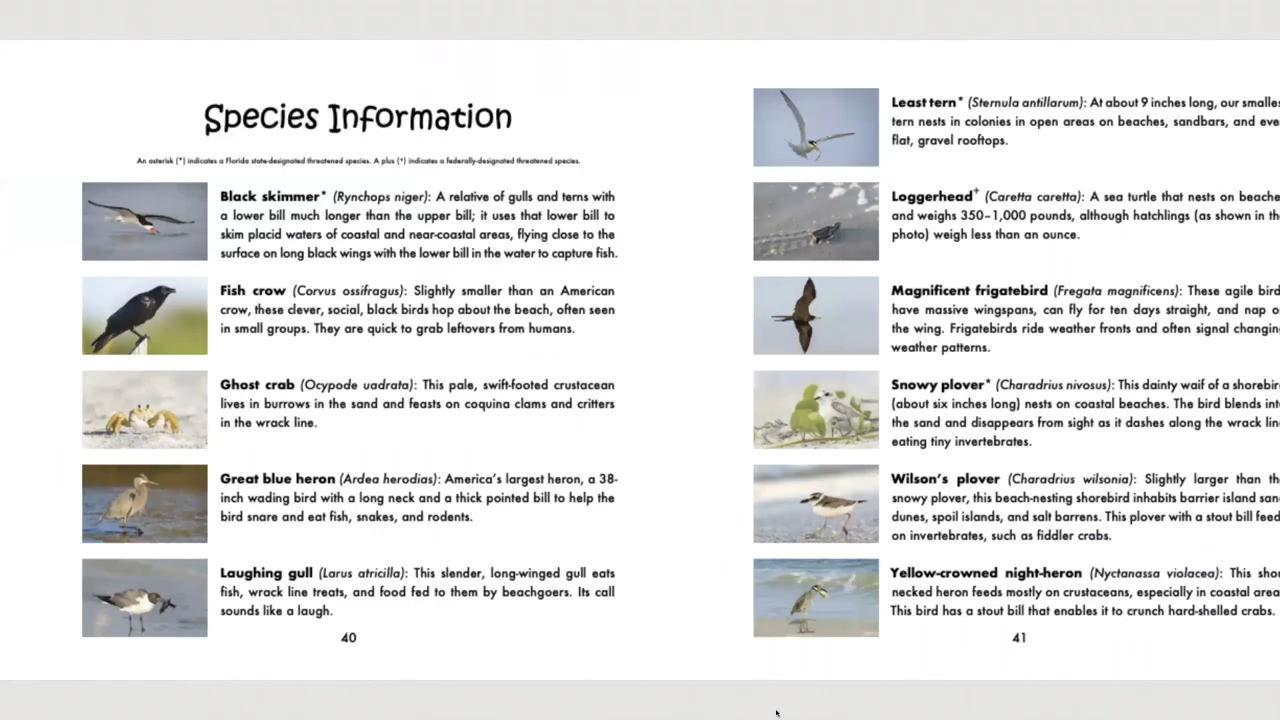 Species Information
An asterisk (*) indicates a Florida state-designated threatened species. A plus (+) indicates a federally-designated threatened species.
Black skimmer* (Rynchops niger): A relative of gulls and terns with
a lower bill much longer than the upper bill; it uses that lower bill to
skim placid waters of coastal and near-coastal areas, flying close to the
surface on long black wings with the lower bill in the water to capture fish.
Fish crow (Corvus ossifragus): Slightly smaller than an American
crow, these clever, social, black birds hop about the beach, often seen
in small groups. They are quick to grab leftovers from humans.
Ghost crab (Ocypode uadrata): This pale, swift-footed crustacean
lives in burrows in the sand and feasts on coquina clams and critters
in the wrack line.
Great blue heron (Ardea herodias): America's largest heron, a 38-
inch wading bird with a long neck and a thick pointed bill to help the
bird snare and eat fish, snakes, and rodents.
Laughing gull (Larus atricilla): This slender, long-winged gull eats
fish, wrack line treats, and food fed to them by beachgoers. Its call
sounds like a laugh.
40
Least tern* (Sternula antillarum): At about 9 inches long, our
tern nests in colonies in open areas on beaches, sandbars, and
flat, gravel rooftops.
Loggerhead+ (Caretta caretta): A sea turtle that nests on
and weighs 350–1,000 pounds, although hatchlings (as shown in
photo) weigh less than an ounce.
Magnificent frigatebird (Fregata magnificens): These agile
have massive wingspans, can fly for ten days straight, and nap
the wing. Frigatebirds ride weather fronts and often signal
weather patterns.
Snowy plover* (Charadrius nivosus): This dainty waif of a
(about six inches long) nests on coastal beaches. The bird blends
the sand and disappears from sight as it dashes along the wrack
eating tiny invertebrates.
Wilson's plover (Charadrius wilsonia): Slightly larger than
snowy plover, this beach-nesting shorebird inhabits barrier island
dunes, spoil islands, and salt barrens. This plover with a stout bill
on invertebrates, such as fiddler crabs.
Yellow-crowned night-heron (Nyctanassa violacea): This
necked heron feeds mostly on crustaceans, especially in coastal
This bird has a stout bill that enables it to crunch hard-shelled crabs.
41